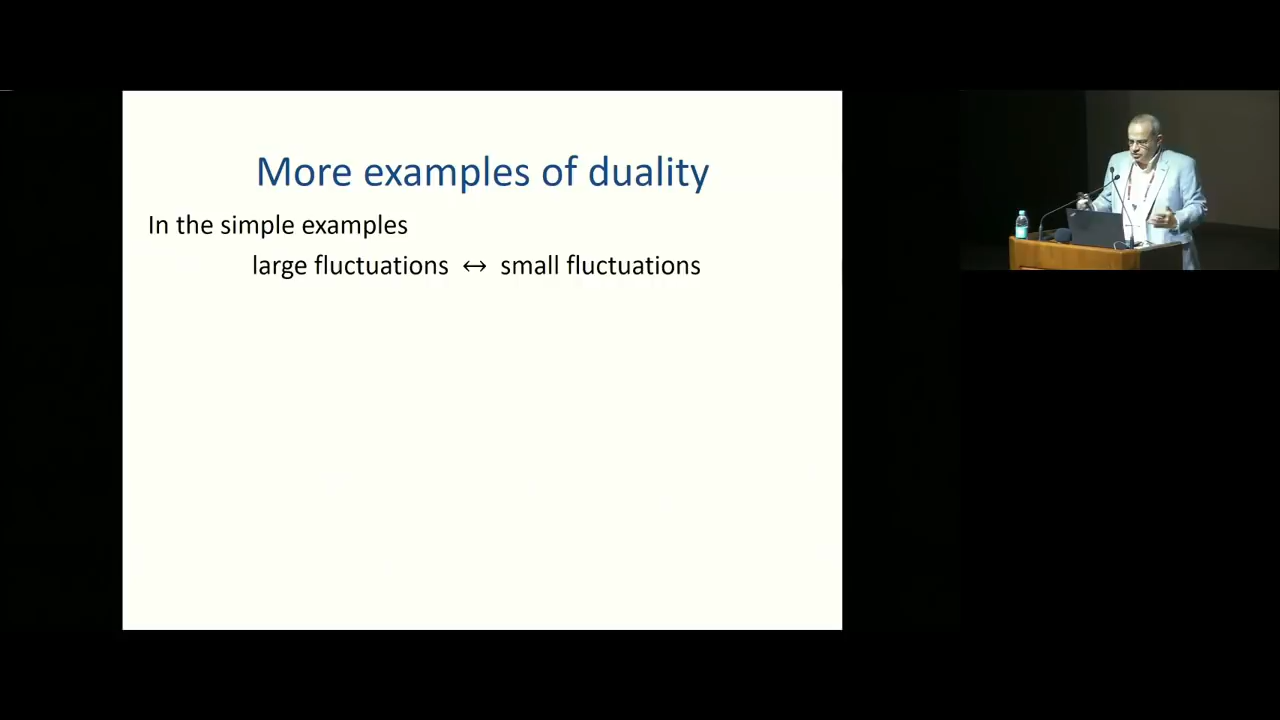 More examples of duality
In the simple examples
large fluctuations ↔ small fluctuations